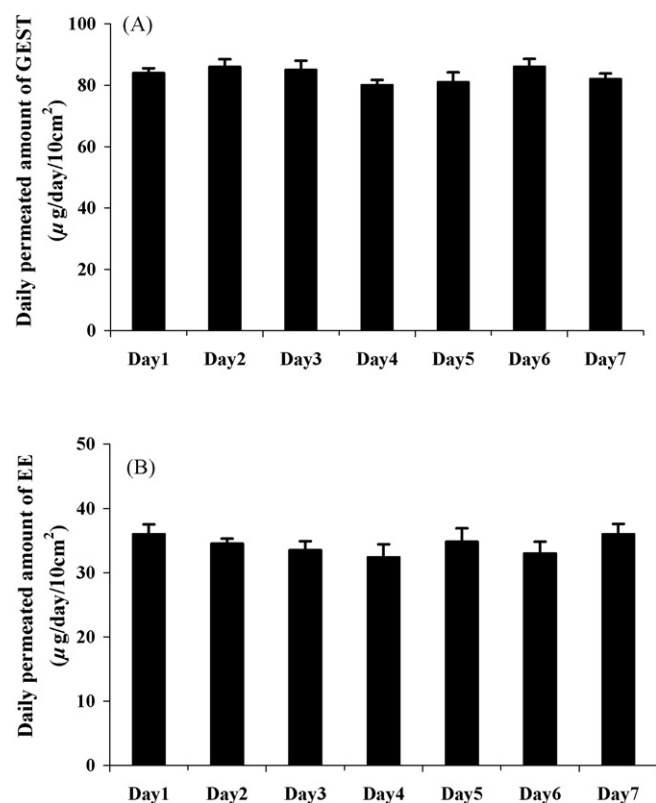 (A)
Daily permeated amount of GEST
(µg/day/10cm²)
100
80
60
40
20
0
Day1 Day2 Day3 Day4 Day5 Day6 Day7
(B)
Daily permeated amount of EE
(µg/day/10cm²)
50
40
30
20
10
0
Day1 Day2 Day3 Day4 Day5 Day6 Day7